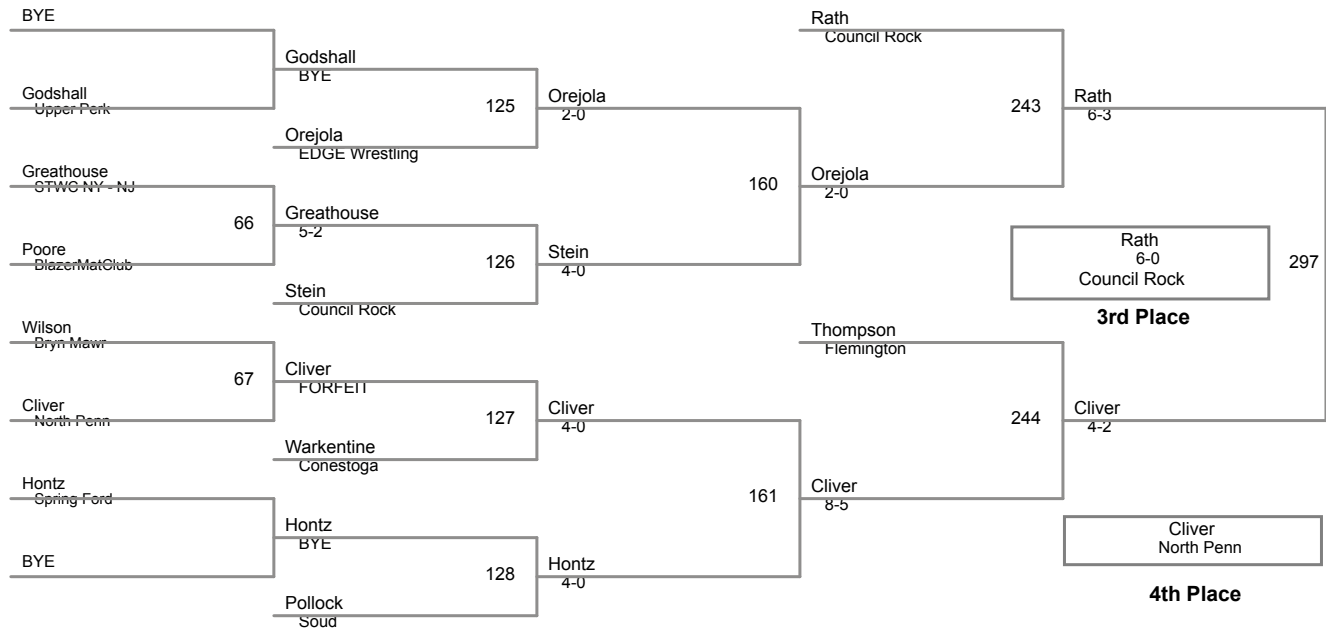 BYE
Godshall
Upper Perk
Greathouse
STWC NY - NJ
66
Poore
BlazerMatClub
Wilson
Bryn Mawr
67
Cliver
North Penn
Hontz
Spring Ford
BYE
Godshall
BYE
125
Orejola
EDGE Wrestling
Greathouse
5-2
126
Stein
Council Rock
Cliver
FORFEIT
127
Warkentine
Conestoga
Hontz
BYE
128
Pollock
Soud
Orejola
2-0
160
Stein
4-0
Cliver
4-0
161
Hontz
4-0
Rath
Council Rock
243
Orejola
2-0
Thompson
Flemington
244
Cliver
8-5
Rath
6-3
297
Cliver
4-2
Rath
6-0
Council Rock
3rd Place
Cliver
North Penn
4th Place